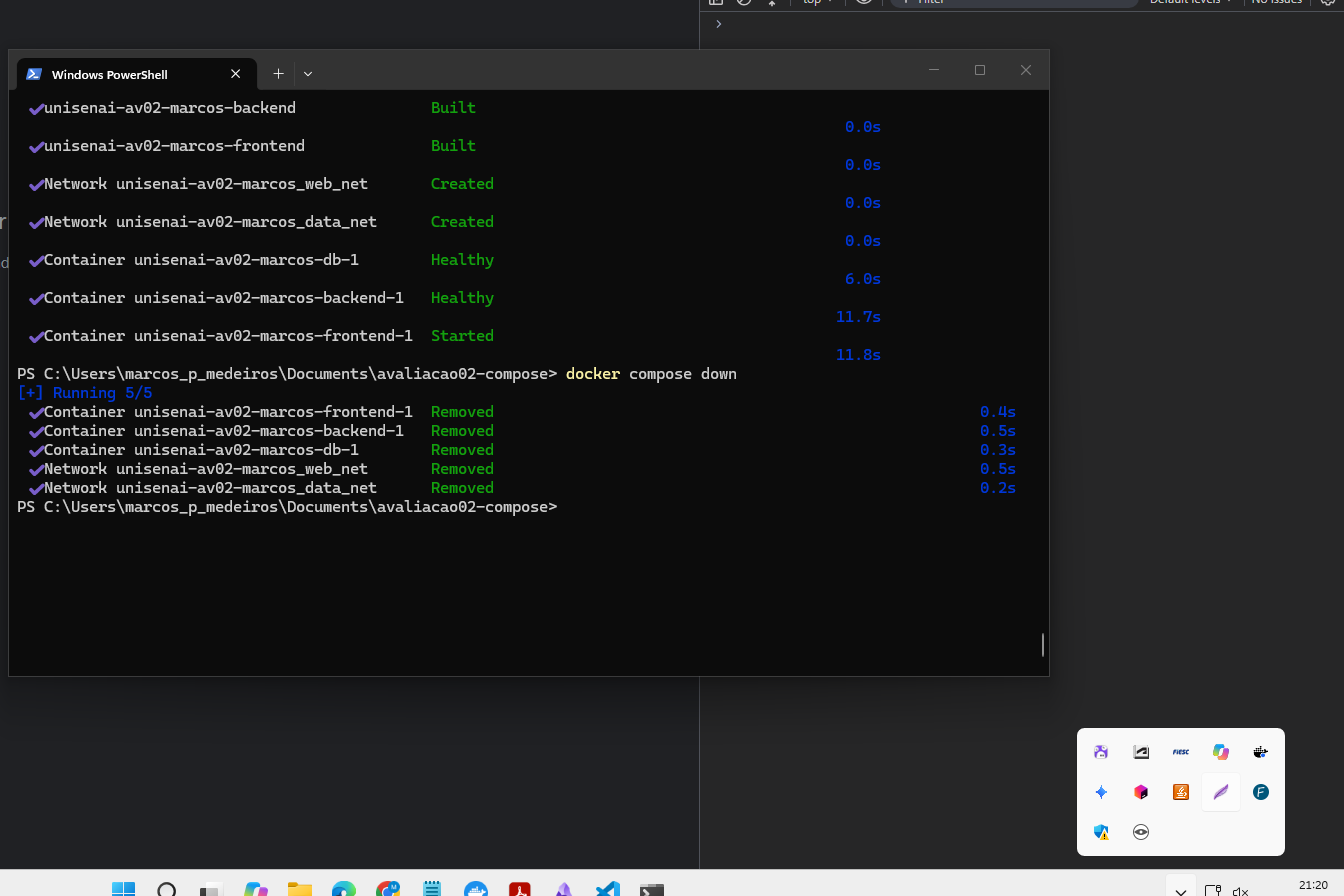 top
Filter
Default levels
No Issues
Windows PowerShell
unisenai-av02-marcos-backend Built
0.0s
unisenai-av02-marcos-frontend Built
0.0s
Network unisenai-av02-marcos_web_net Created
0.0s
Network unisenai-av02-marcos_data_net Created
0.0s
Container unisenai-av02-marcos-db-1 Healthy
6.0s
Container unisenai-av02-marcos-backend-1 Healthy
11.7s
Container unisenai-av02-marcos-frontend-1 Started
11.8s
PS C:\Users\marcos_p_medeiros\Documents\avaliacao02-compose> docker compose down
[+] Running 5/5
Container unisenai-av02-marcos-frontend-1 Removed 0.4s
Container unisenai-av02-marcos-backend-1 Removed 0.5s
Container unisenai-av02-marcos-db-1 Removed 0.3s
Network unisenai-av02-marcos_web_net Removed 0.5s
Network unisenai-av02-marcos_data_net Removed 0.2s
PS C:\Users\marcos_p_medeiros\Documents\avaliacao02-compose>
FIESC
21:20